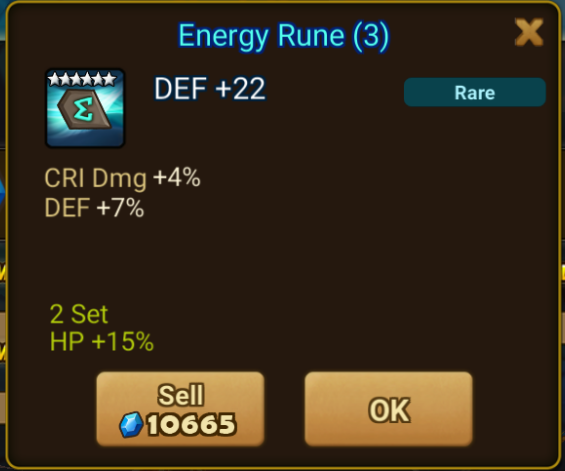 Energy Rune (3)
DEF +22
Rare
CRI Dmg +4%
DEF +7%
2 Set
HP +15%
Sell
10665
OK